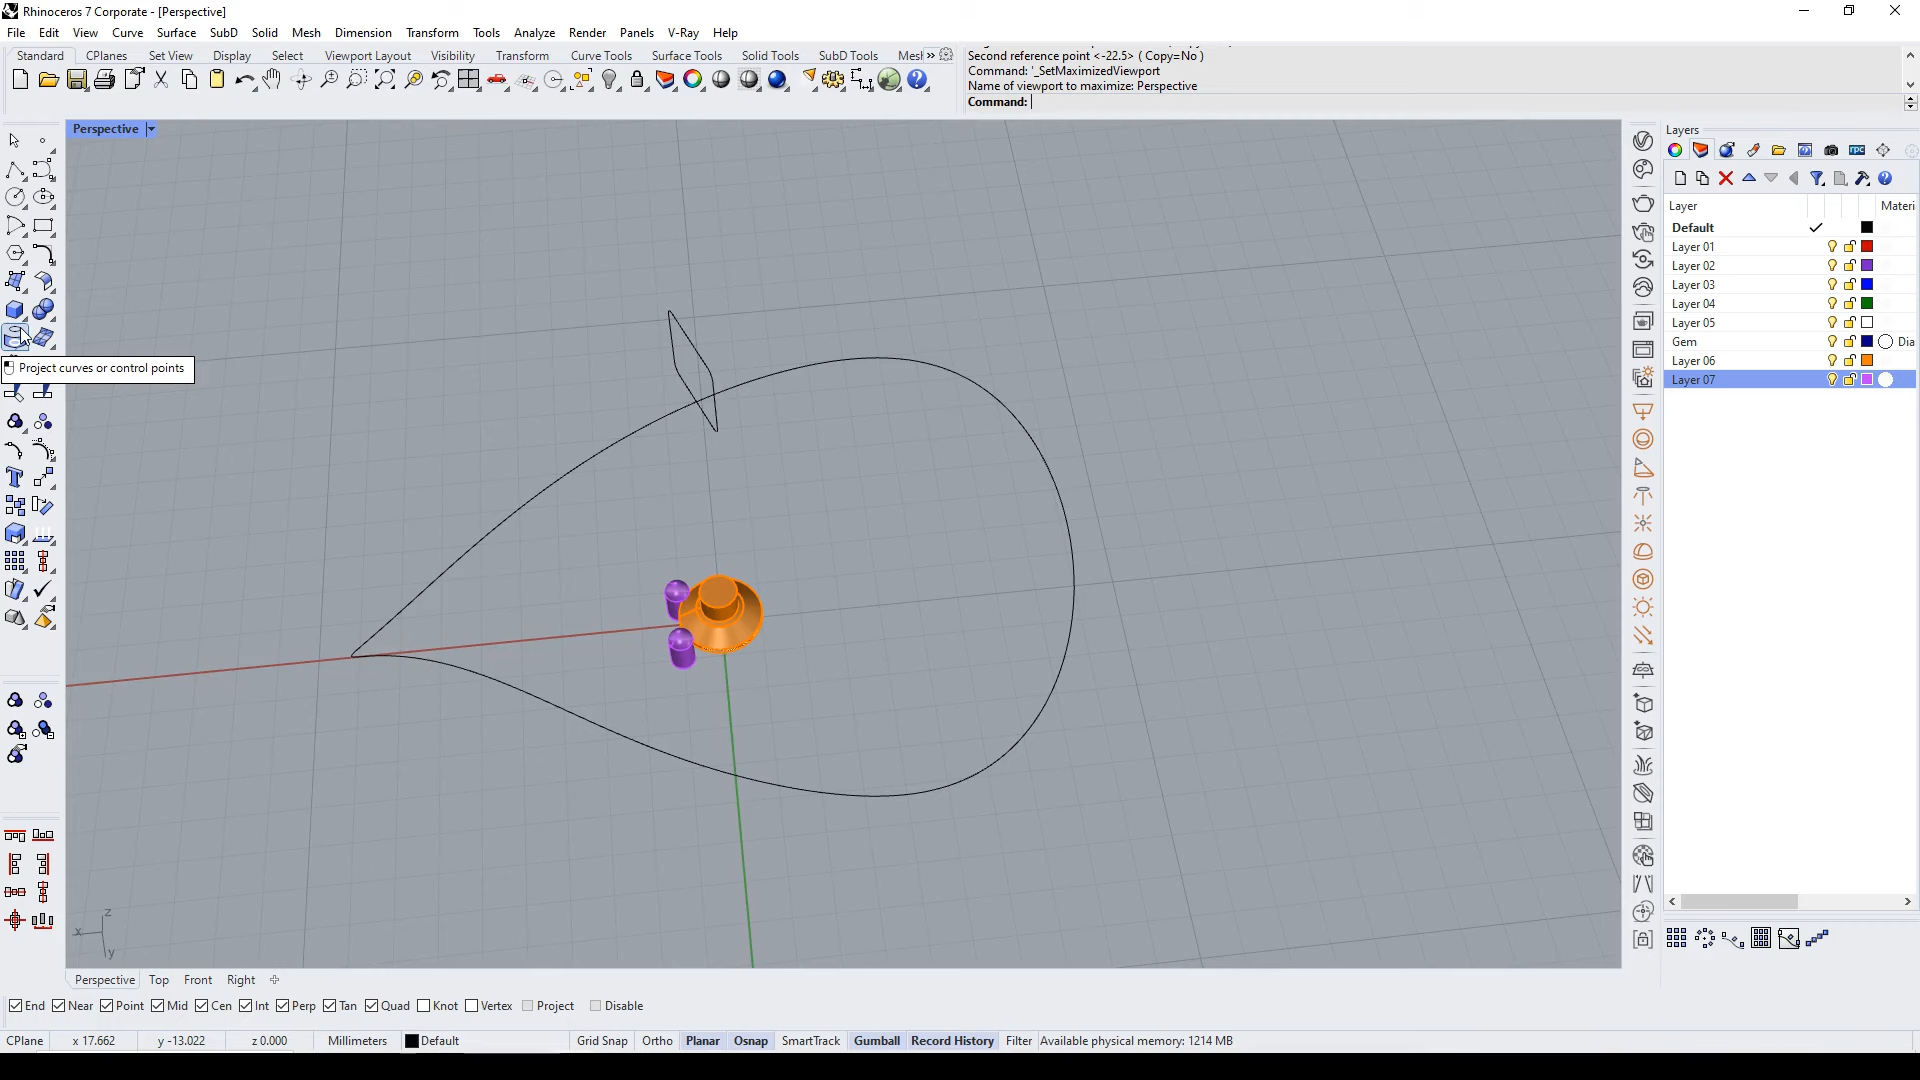 Rhinoceros 7 Corporate - [Perspective]
File Edit View Curve Surface Solid SubD Mesh Dimension Transform Tools Analyze Render Panels V-Ray Help
Standard CPlanes Set View Display Select Viewport Layout Visibility Transform Curve Tools Surface Tools Solid Tools SubD Tools Mesh »
Second reference point <-22.5> ( Copy=No )
Command: '_SetMaximizedViewport
Name of viewport to maximize: Perspective
Command:
Perspective
Project curves or control points
z
x
y
Layers
Layer Materi
Default
Layer 01
Layer 02
Layer 03
Layer 04
Layer 05
Gem Dia
Layer 06
Layer 07
Perspective Top Front Right
End Near Point Mid Cen Int Perp Tan Quad Knot Vertex Project Disable
CPlane x 17.662 y -13.022 z 0.000 Millimeters Default Grid Snap Ortho Planar Osnap SmartTrack Gumball Record History Filter Available physical memory: 1214 MB